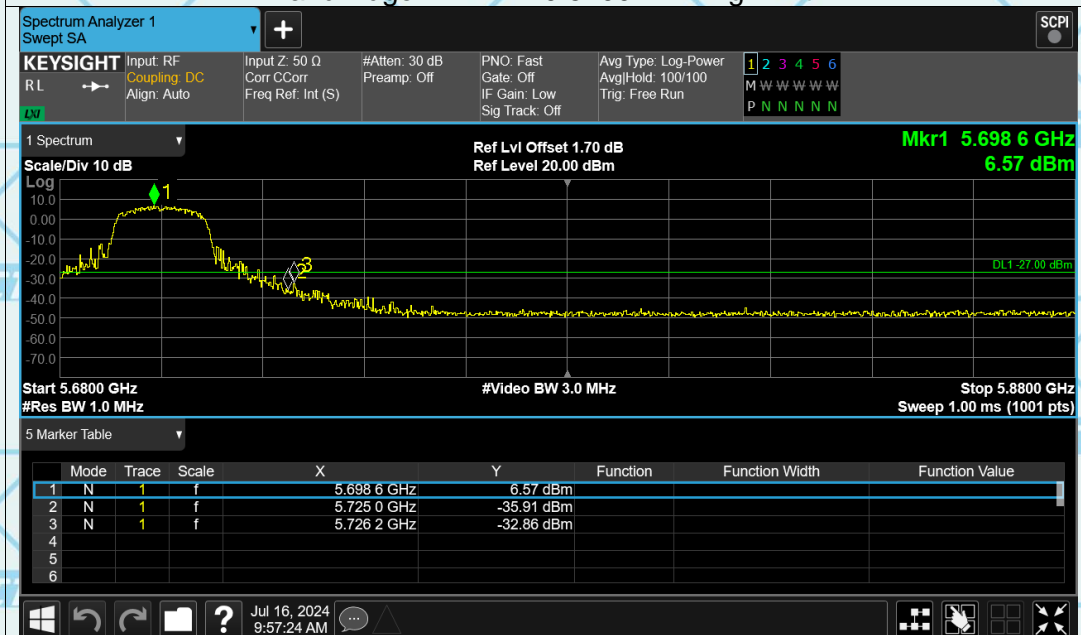 Spectrum Analyzer 1
Swept SA
+
SCPI
KEYSIGHT
R L
LXI
Input: RF
Coupling: DC
Align: Auto
Input Z: 50 Ω
Corr CCorr
Freq Ref: Int (S)
#Atten: 30 dB
Preamp: Off
PNO: Fast
Gate: Off
IF Gain: Low
Sig Track: Off
Avg Type: Log-Power
Avg|Hold: 100/100
Trig: Free Run
1 2 3 4 5 6
M W W W W W
P N N N N N
1 Spectrum
Scale/Div 10 dB
Ref Lvl Offset 1.70 dB
Ref Level 20.00 dBm
Mkr1 5.698 6 GHz
6.57 dBm
Log
10.0
0.00
-10.0
-20.0
-30.0
-40.0
-50.0
-60.0
-70.0
1
2
3
DL1 -27.00 dBm
Start 5.6800 GHz
#Res BW 1.0 MHz
#Video BW 3.0 MHz
Stop 5.8800 GHz
Sweep 1.00 ms (1001 pts)
5 Marker Table
Mode Trace Scale X Y Function Function Width Function Value
1 N 1 f 5.698 6 GHz 6.57 dBm
2 N 1 f 5.725 0 GHz -35.91 dBm
3 N 1 f 5.726 2 GHz -32.86 dBm
4
5
6
?
Jul 16, 2024
9:57:24 AM